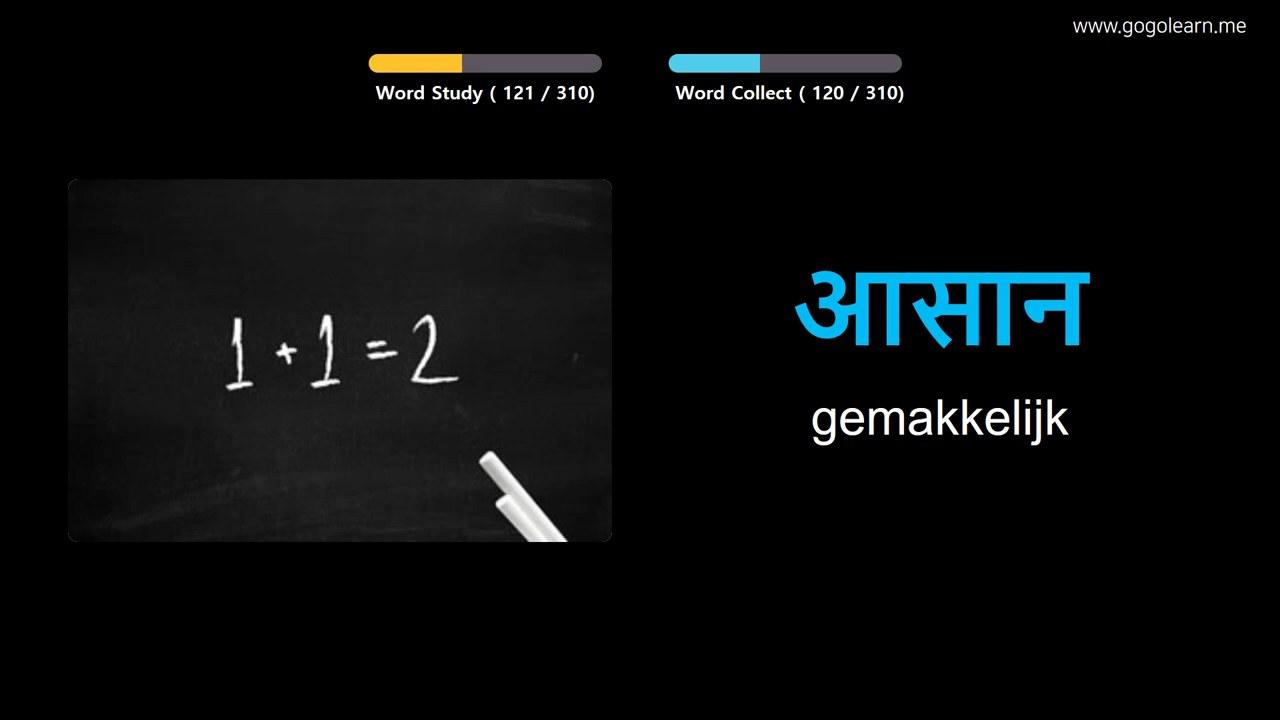 www.gogolearn.me
Word Study ( 121 / 310)
Word Collect ( 120 / 310)
1 + 1 = 2
आसान
gemakkelijk